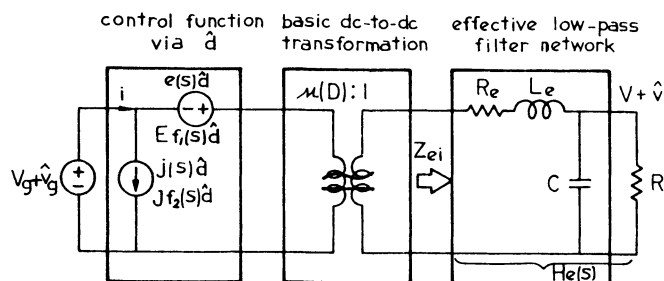 control function
via d̂
basic dc-to-dc
transformation
effective low-pass
filter network
e(s)d̂
μ(D):1
Re
Le
V+v̂
i
- +
Ef₁(s)d̂
Zei
Vg+v̂g
+
-
j(s)d̂
Jf₂(s)d̂
C
R
He(s)